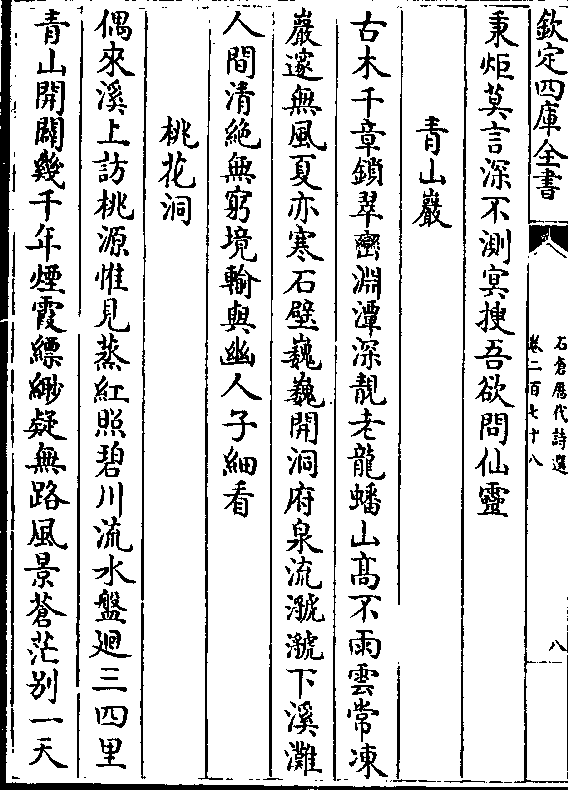 欽定四庫全書
石倉歷代詩選
卷二百七十八
八
秉炬莫言深不測冥搜吾欲問仙靈
青山巖
古木千章鎖翠巒淵潭深靚老龍蟠山髙不雨雲常凍
巖邃無風夏亦寒石壁巍巍開洞府泉流㶁㶁下溪灘
人間清絶無窮境輸與幽人子細看
桃花洞
偶來溪上訪桃源惟見蒸紅照碧川流水盤廻三四里
青山開闢幾千年煙霞縹緲疑無路風景蒼茫别一天